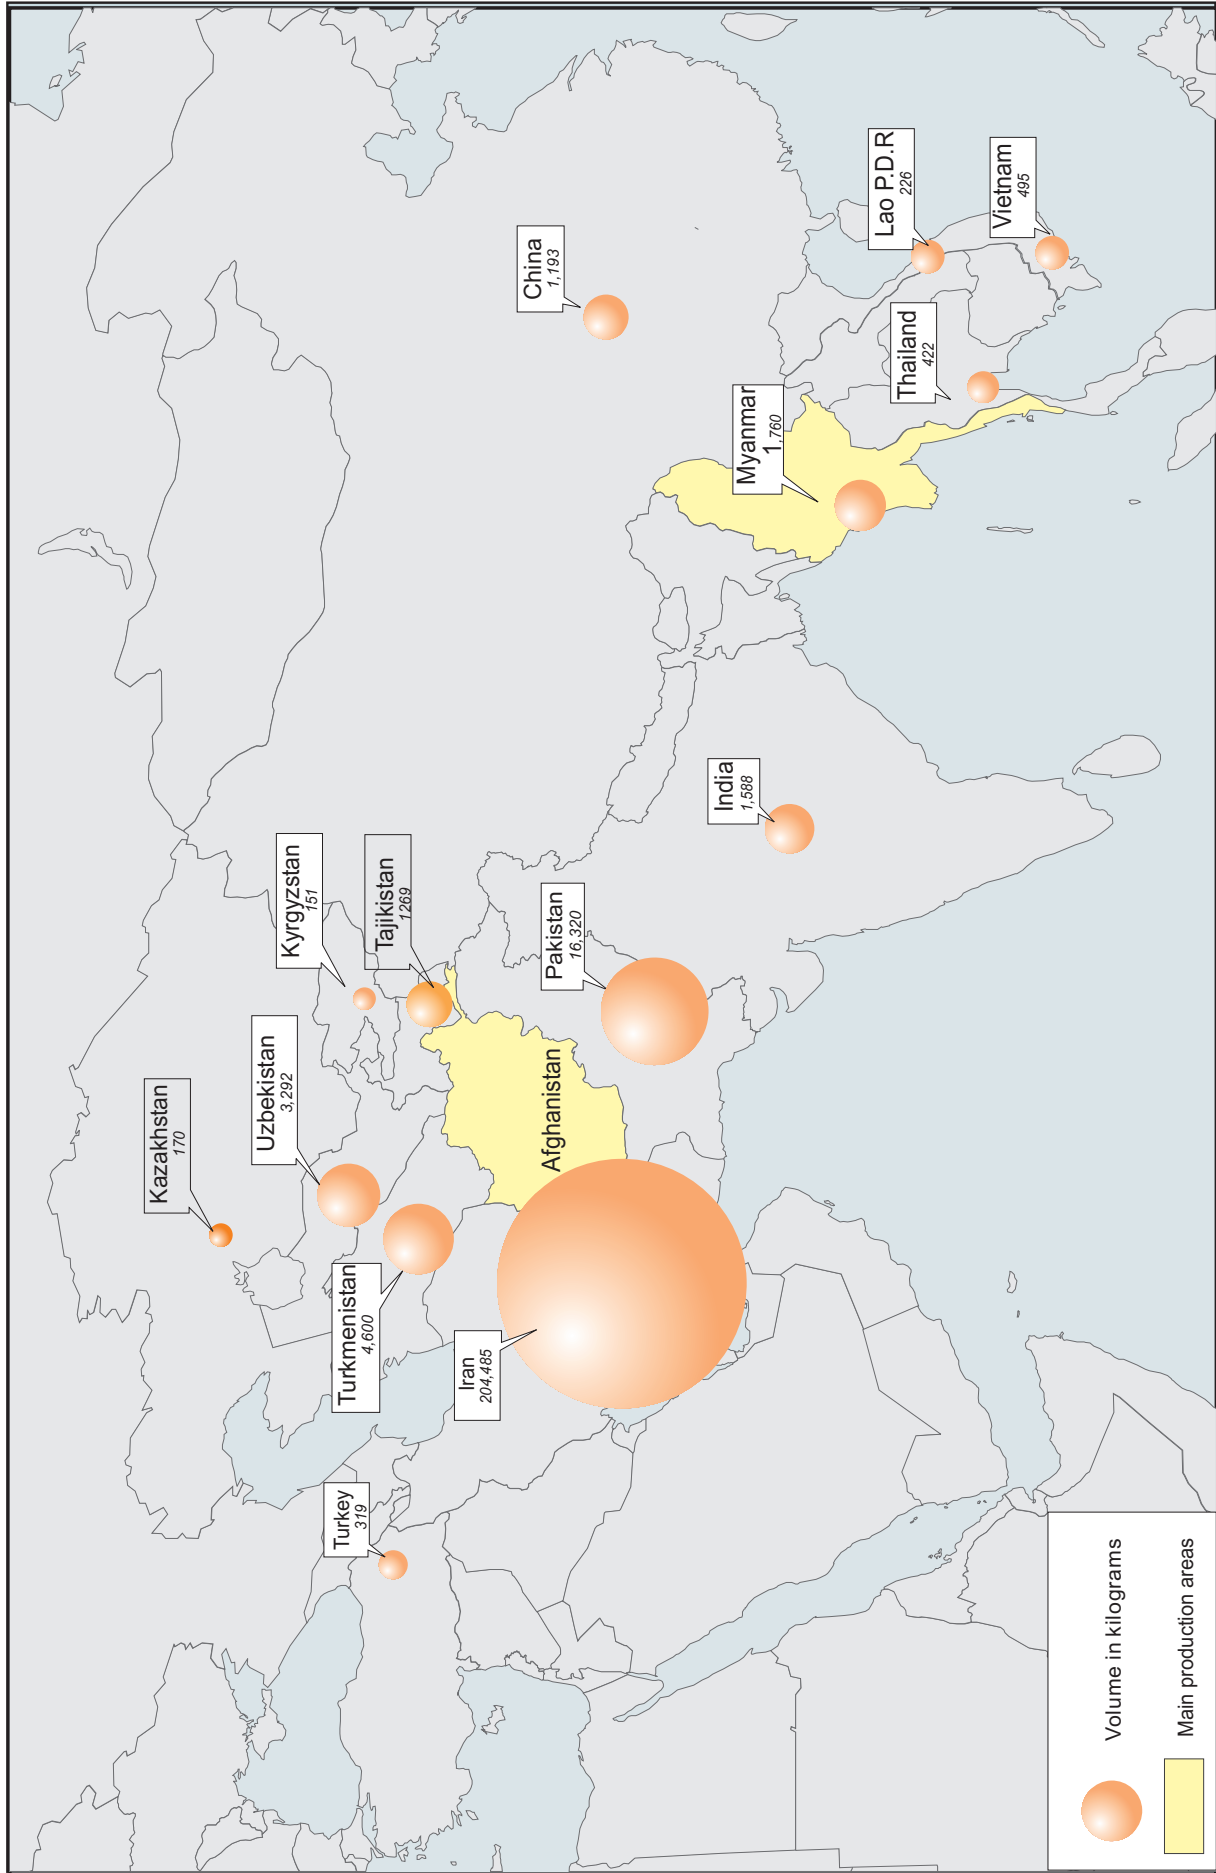 Kazakhstan
170
Uzbekistan
3,292
Kyrgyzstan
151
Turkey
319
Turkmenistan
4,600
Tajikistan
1269
Iran
204,485
Afghanistan
Pakistan
16,320
China
1,193
India
1,588
Myanmar
1,760
Lao P.D.R
226
Thailand
422
Vietnam
495
Volume in kilograms
Main production areas